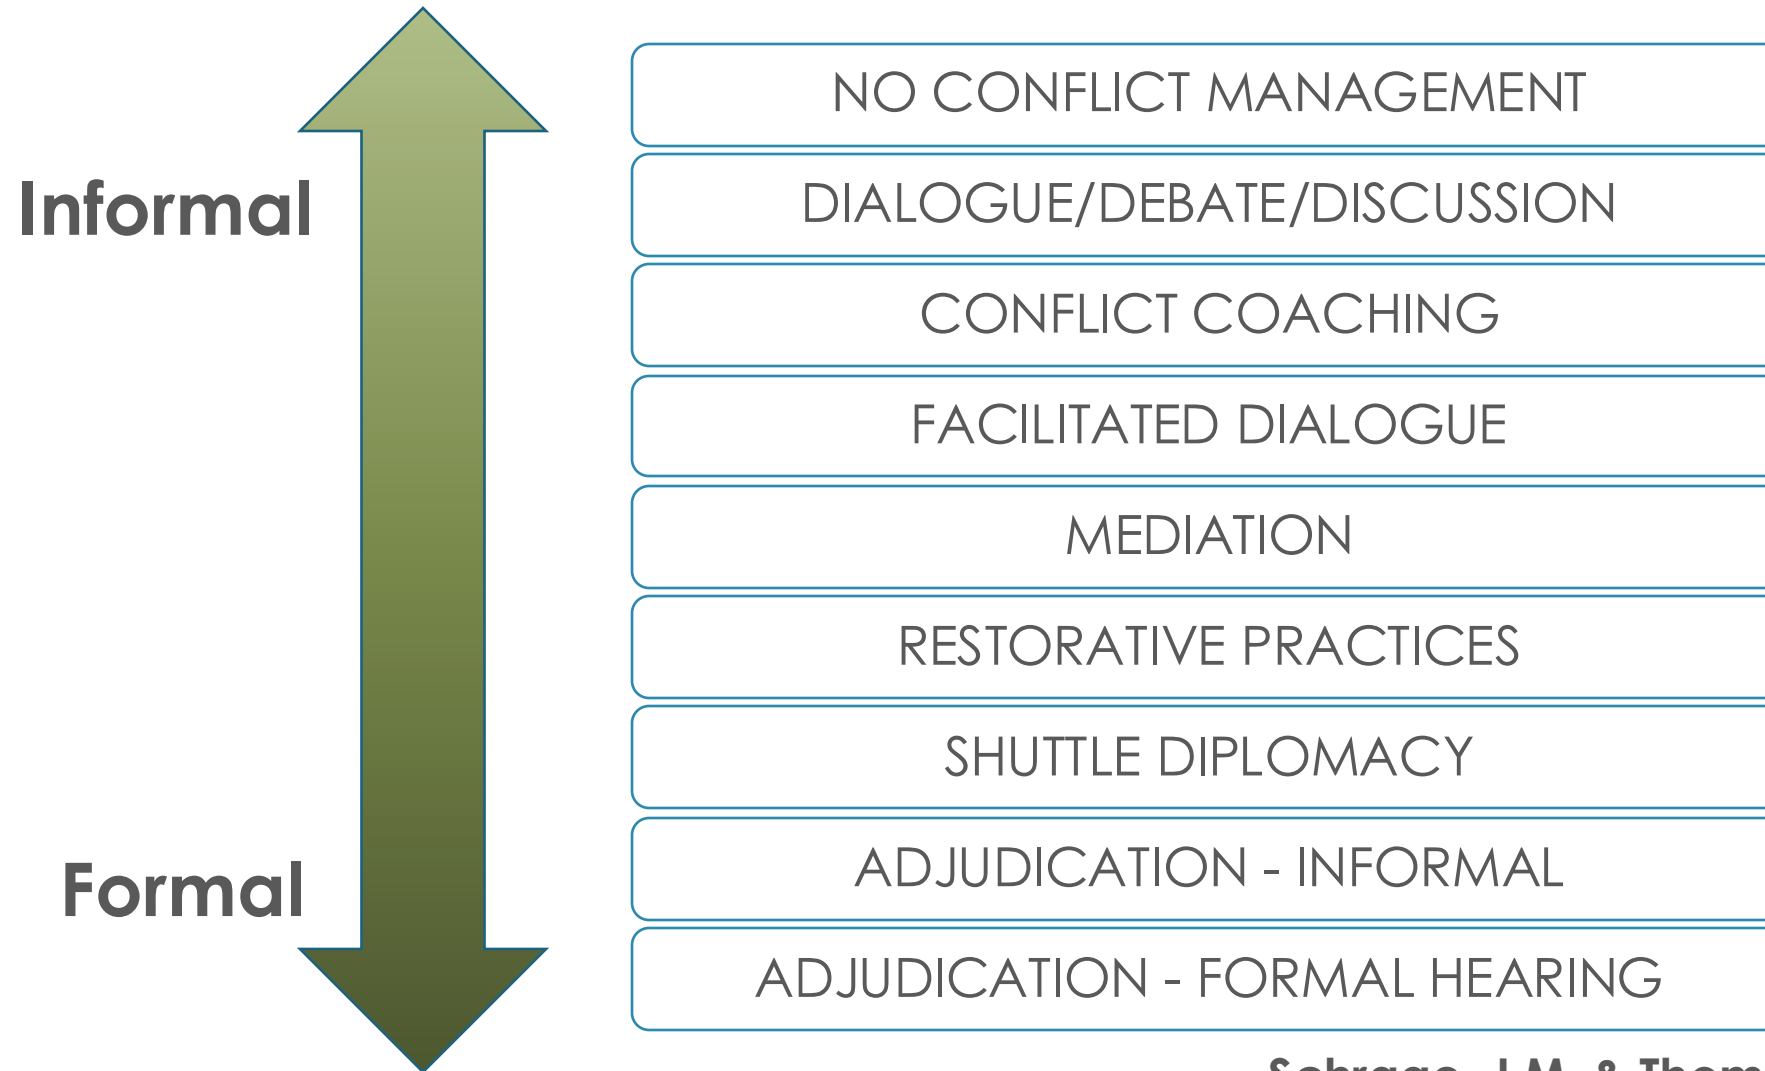 NO CONFLICT MANAGEMENT
Informal
DIALOGUE/DEBATE/DISCUSSION
CONFLICT COACHING
FACILITATED DIALOGUE
MEDIATION
RESTORATIVE PRACTICES
SHUTTLE DIPLOMACY
Formal
ADJUDICATION - INFORMAL
ADJUDICATION - FORMAL HEARING